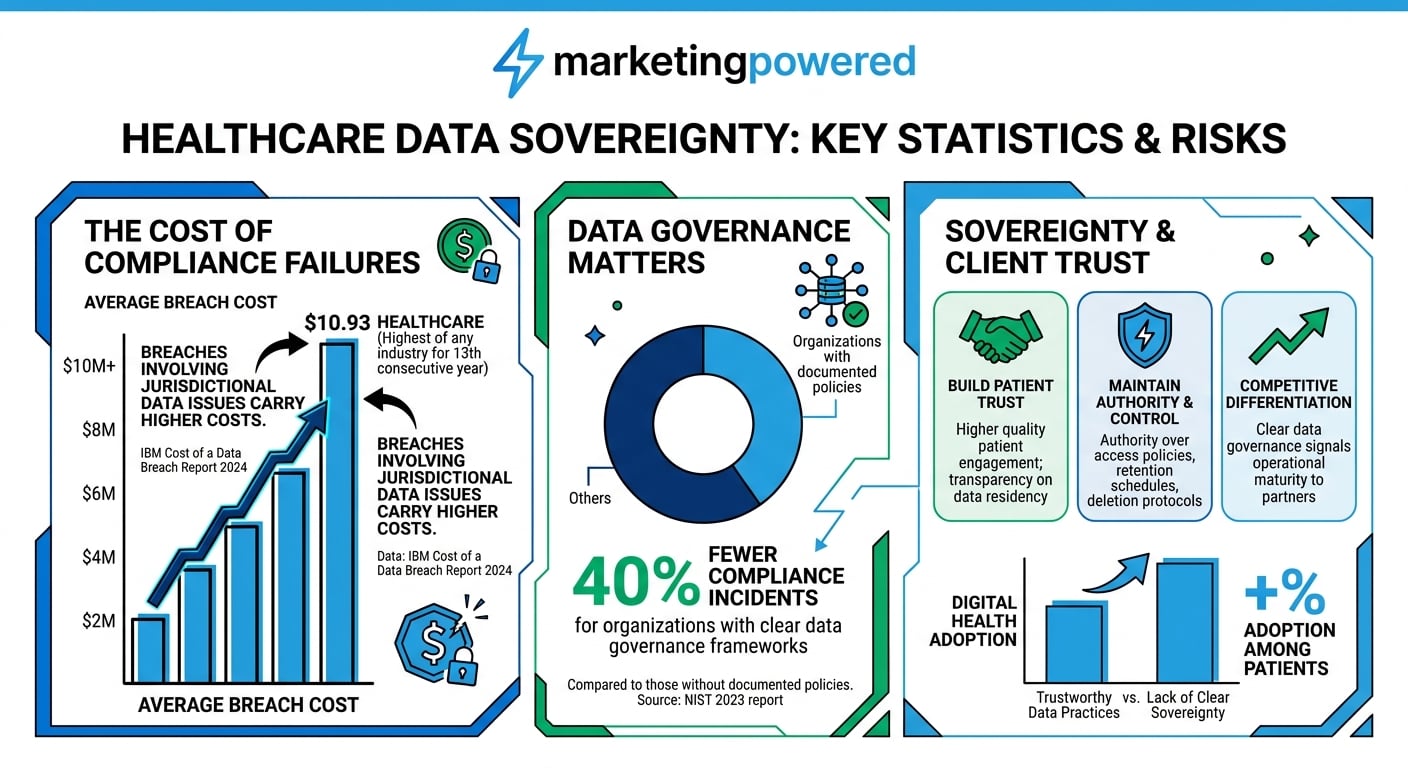 marketingpowered
HEALTHCARE DATA SOVEREIGNTY: KEY STATISTICS & RISKS
THE COST OF
COMPLIANCE FAILURES
AVERAGE BREACH COST
$10M+
$8M
$6M
$4M
$2M
BREACHES
INVOLVING
JURISDICTIONAL
DATA ISSUES CARRY
HIGHER COSTS.
IBM Cost of a Data
Breach Report 2024
$10.93
HEALTHCARE
(Highest of any
industry for 13th
consecutive year)
BREACHES
INVOLVING
JURISDICTIONAL
DATA ISSUES
CARRY HIGHER
COSTS.
Data: IBM Cost of a
Data Breach Report 2024
$
$
AVERAGE BREACH COST
DATA GOVERNANCE
MATTERS
Organizations
with
documented
policies
Others
40%
FEWER
COMPLIANCE
INCIDENTS
for organizations with clear data
governance frameworks
Compared to those without documented policies.
Source: NIST 2023 report
SOVEREIGNTY &
CLIENT TRUST
BUILD PATIENT
TRUST
Higher quality
patient
engagement;
transparency on
data residency
MAINTAIN
AUTHORITY &
CONTROL
Authority over
access policies,
retention
schedules,
deletion protocols
COMPETITIVE
DIFFERENTIATION
Clear data
governance signals
operational
maturity to
partners
DIGITAL
HEALTH
ADOPTION
Trustworthy
Data Practices
vs.
Lack of Clear
Sovereignty
+%
ADOPTION
AMONG
PATIENTS